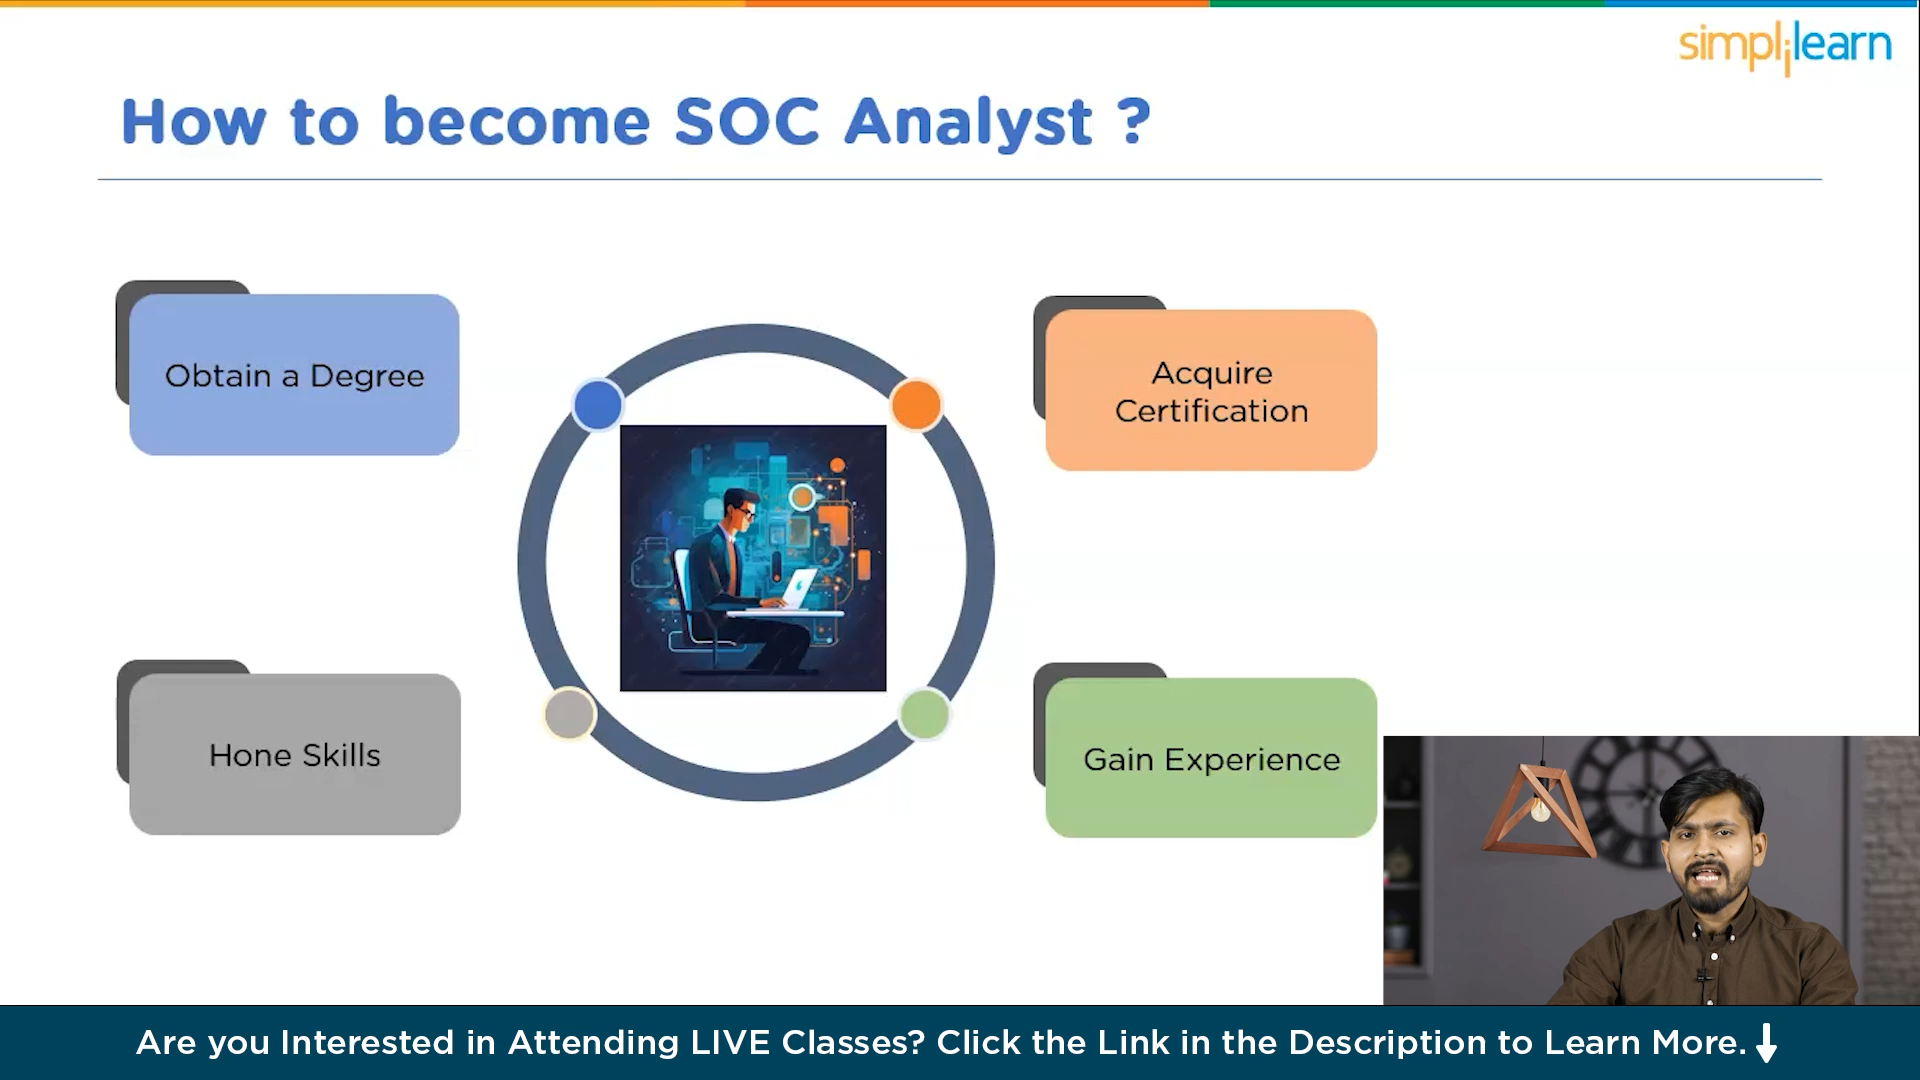 simplilearn
How to become SOC Analyst ?
Obtain a Degree
Acquire
Certification
Hone Skills
Gain Experience
Are you Interested in Attending LIVE Classes? Click the Link in the Description to Learn More.